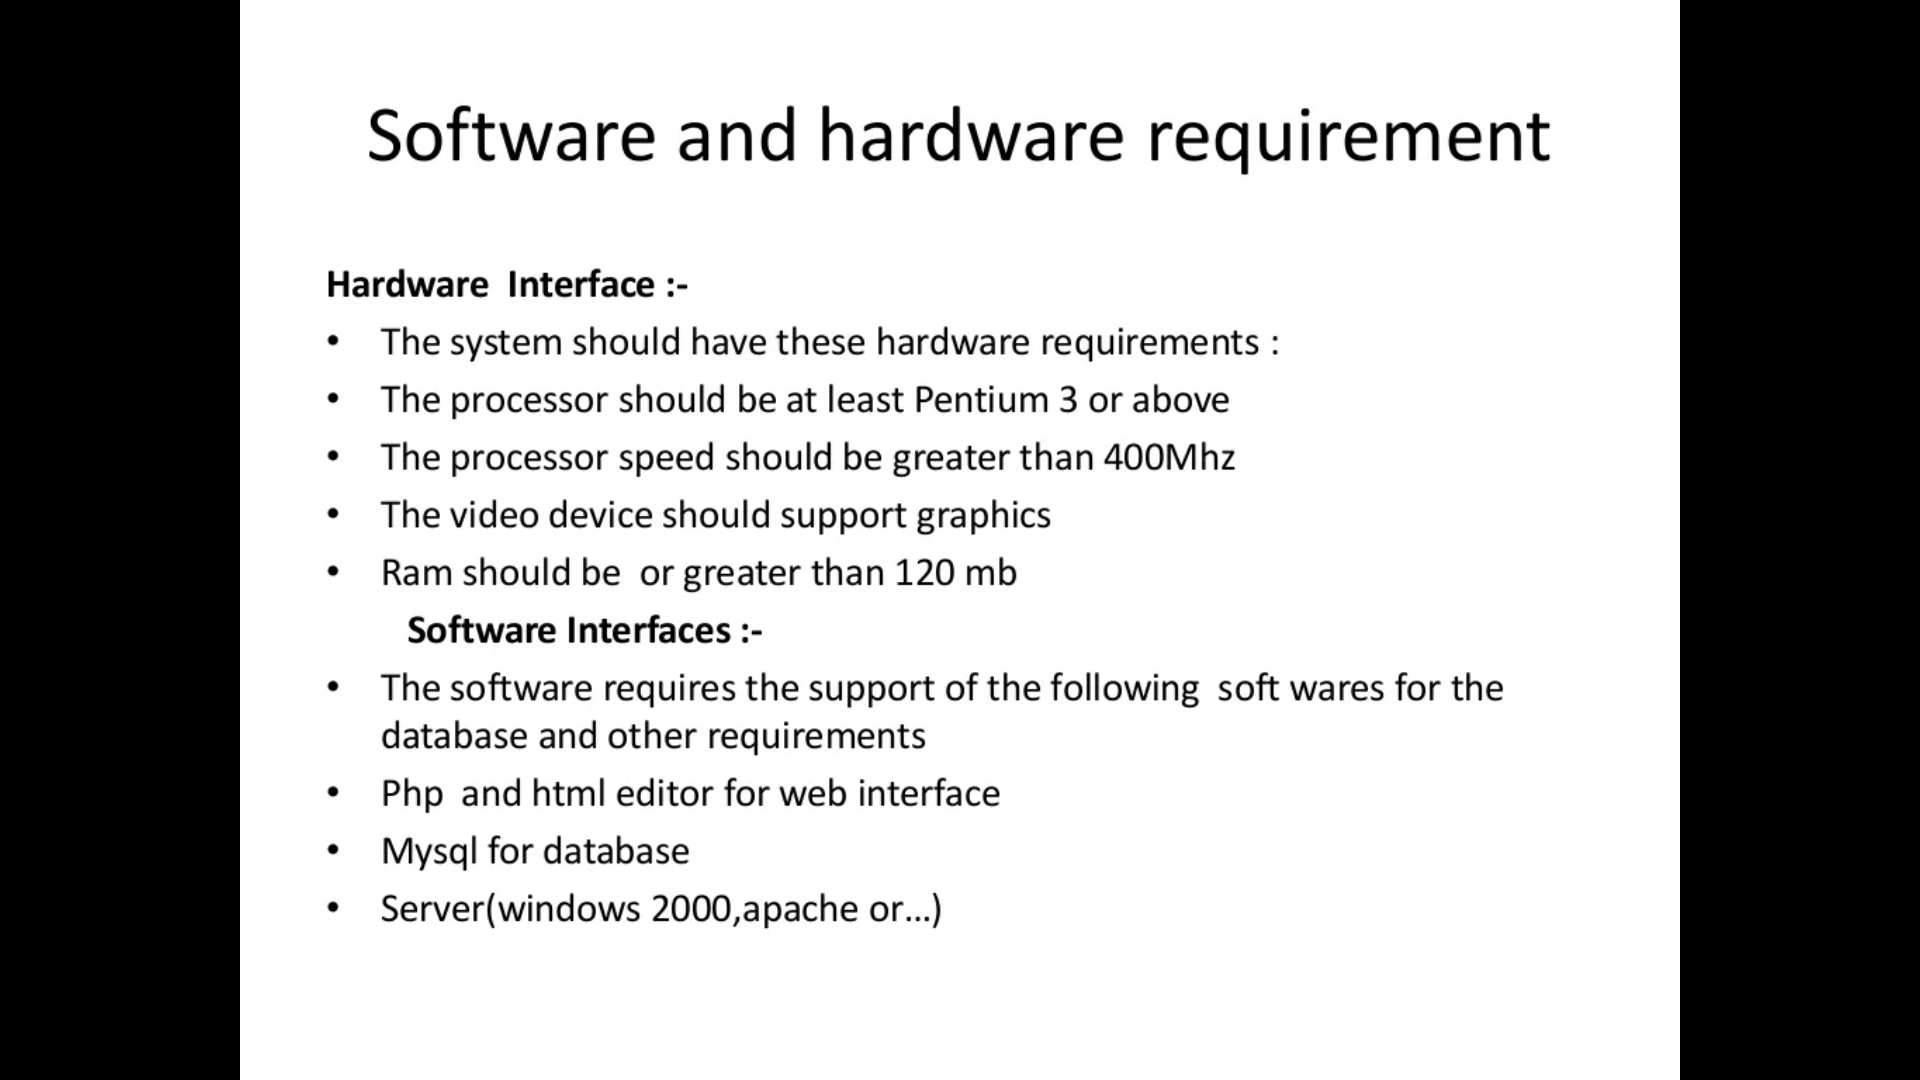 Software and hardware requirement
Hardware  Interface :-
• The system should have these hardware requirements :
• The processor should be at least Pentium 3 or above
• The processor speed should be greater than 400Mhz
• The video device should support graphics
• Ram should be  or greater than 120 mb
Software Interfaces :-
• The software requires the support of the following  soft wares for the
database and other requirements
• Php  and html editor for web interface
• Mysql for database
• Server(windows 2000,apache or...)